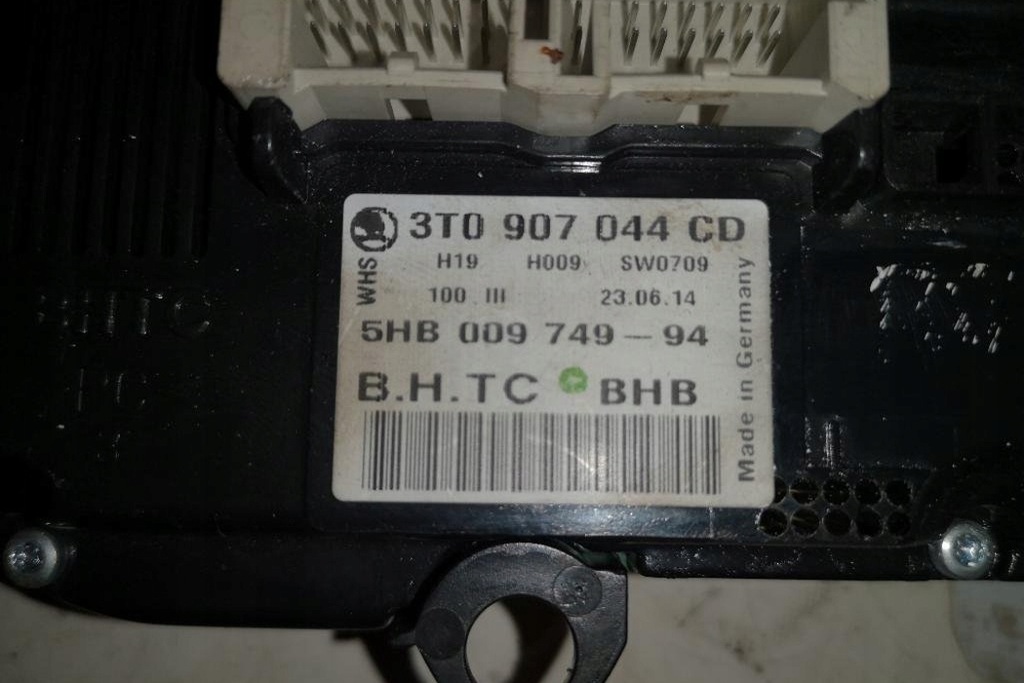 3T0 907 044 CD
H19 H009 SW0709
WHS
100 III 23.06.14
5HB 009 749-94
B.H.TC BHB
Made in Germany